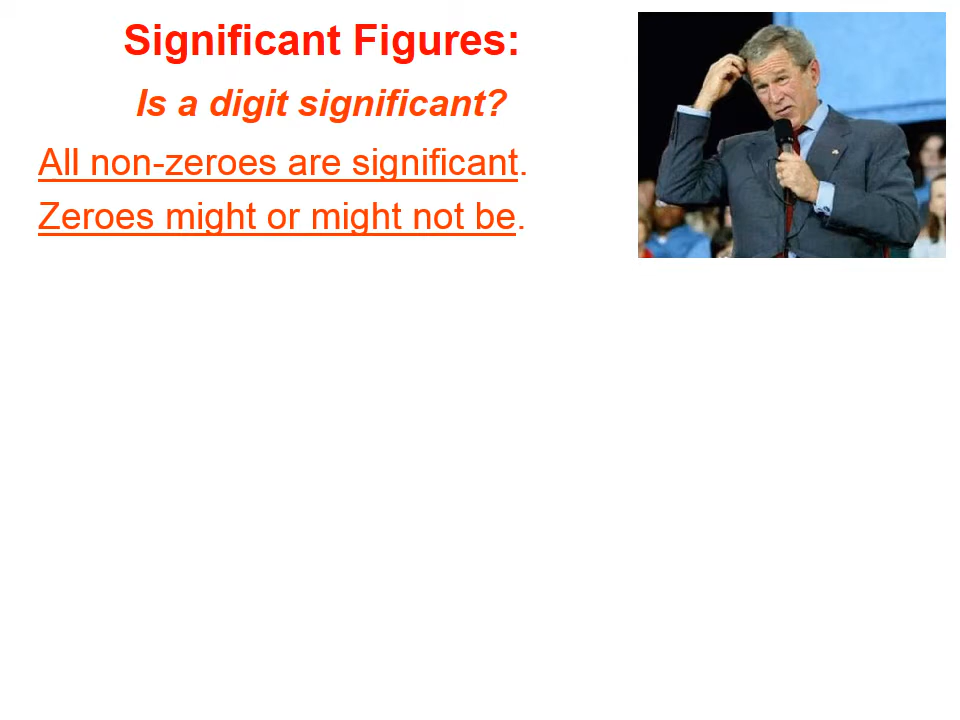 Significant Figures:
Is a digit significant?
All non-zeroes are significant.
Zeroes might or might not be.